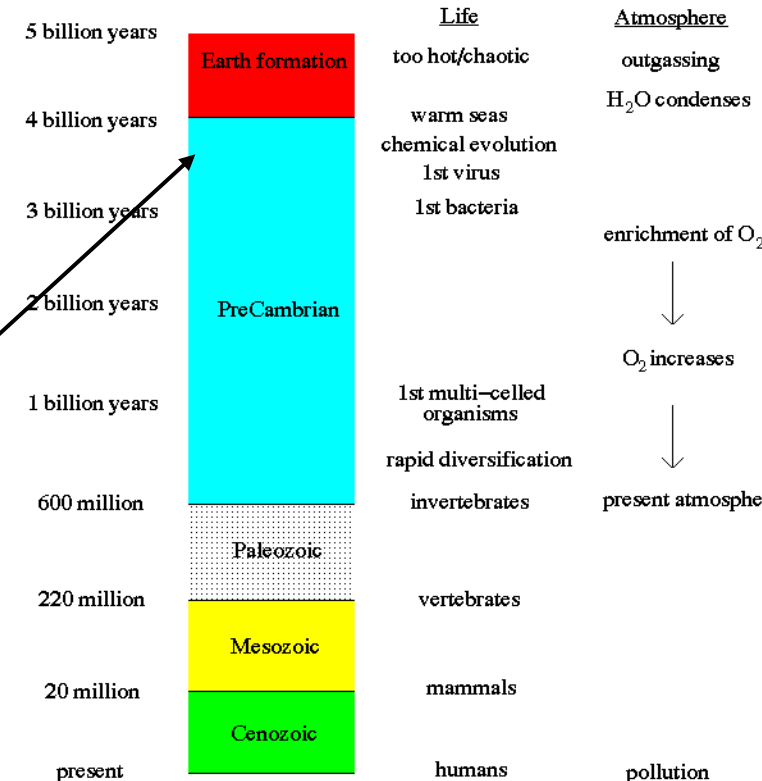 Life Atmosphere
5 billion years
Earth formation too hot/chaotic outgassing
H₂O condenses
4 billion years warm seas
chemical evolution
1st virus
3 billion years 1st bacteria
enrichment of O₂
2 billion years PreCambrian
O₂ increases
1 billion years 1st multi-celled
organisms
rapid diversification
600 million invertebrates present atmosphe
Paleozoic
220 million vertebrates
Mesozoic
20 million mammals
Cenozoic
present humans pollution